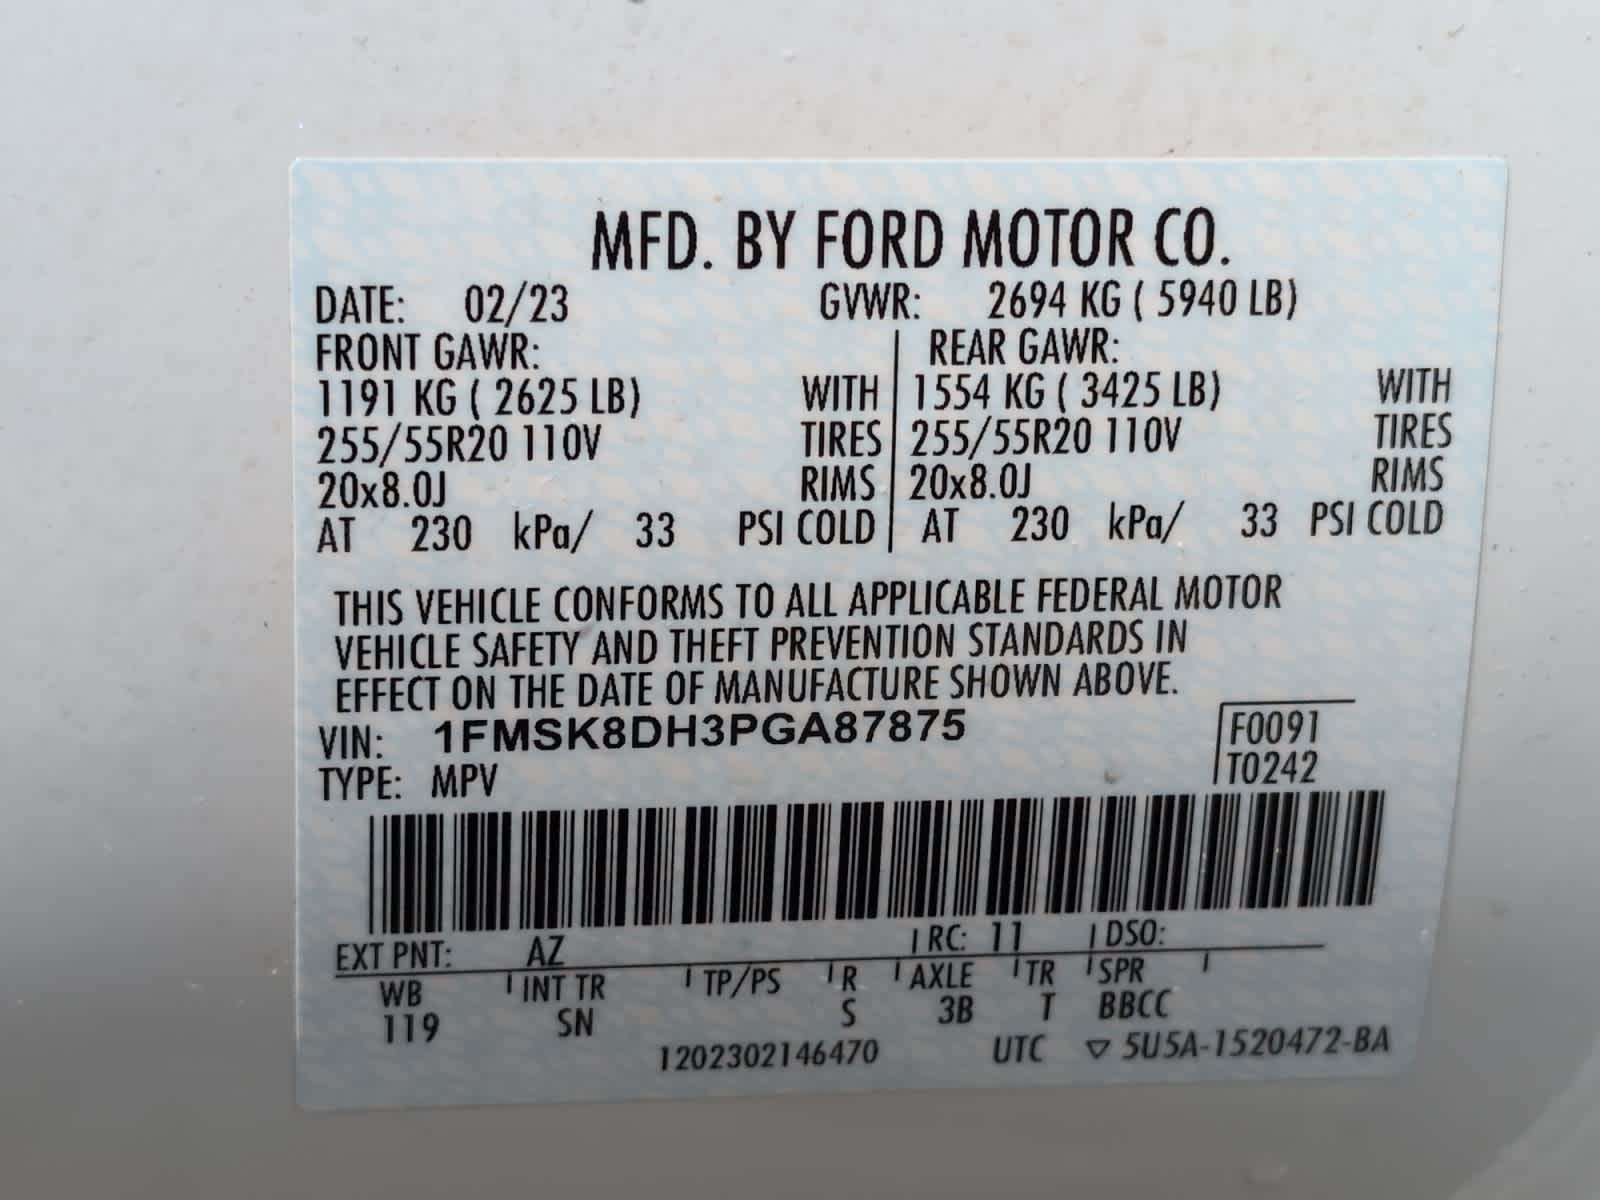 MFD. BY FORD MOTOR CO.
DATE: 02/23 GVWR: 2694 KG ( 5940 LB)
FRONT GAWR: REAR GAWR:
1191 KG ( 2625 LB) WITH 1554 KG ( 3425 LB) WITH
255/55R20 110V TIRES 255/55R20 110V TIRES
20x8.0J RIMS 20x8.0J RIMS
AT 230 kPa/ 33 PSI COLD AT 230 kPa/ 33 PSI COLD
THIS VEHICLE CONFORMS TO ALL APPLICABLE FEDERAL MOTOR
VEHICLE SAFETY AND THEFT PREVENTION STANDARDS IN
EFFECT ON THE DATE OF MANUFACTURE SHOWN ABOVE.
VIN: 1FMSK8DH3PGA87875 F0091
TYPE: MPV T0242
EXT PNT: AZ RC: 11 DSO:
WB INT TR TP/PS R AXLE TR SPR
119 SN S 3B T BBCC
1202302146470 UTC ▽ 5U5A-1520472-BA